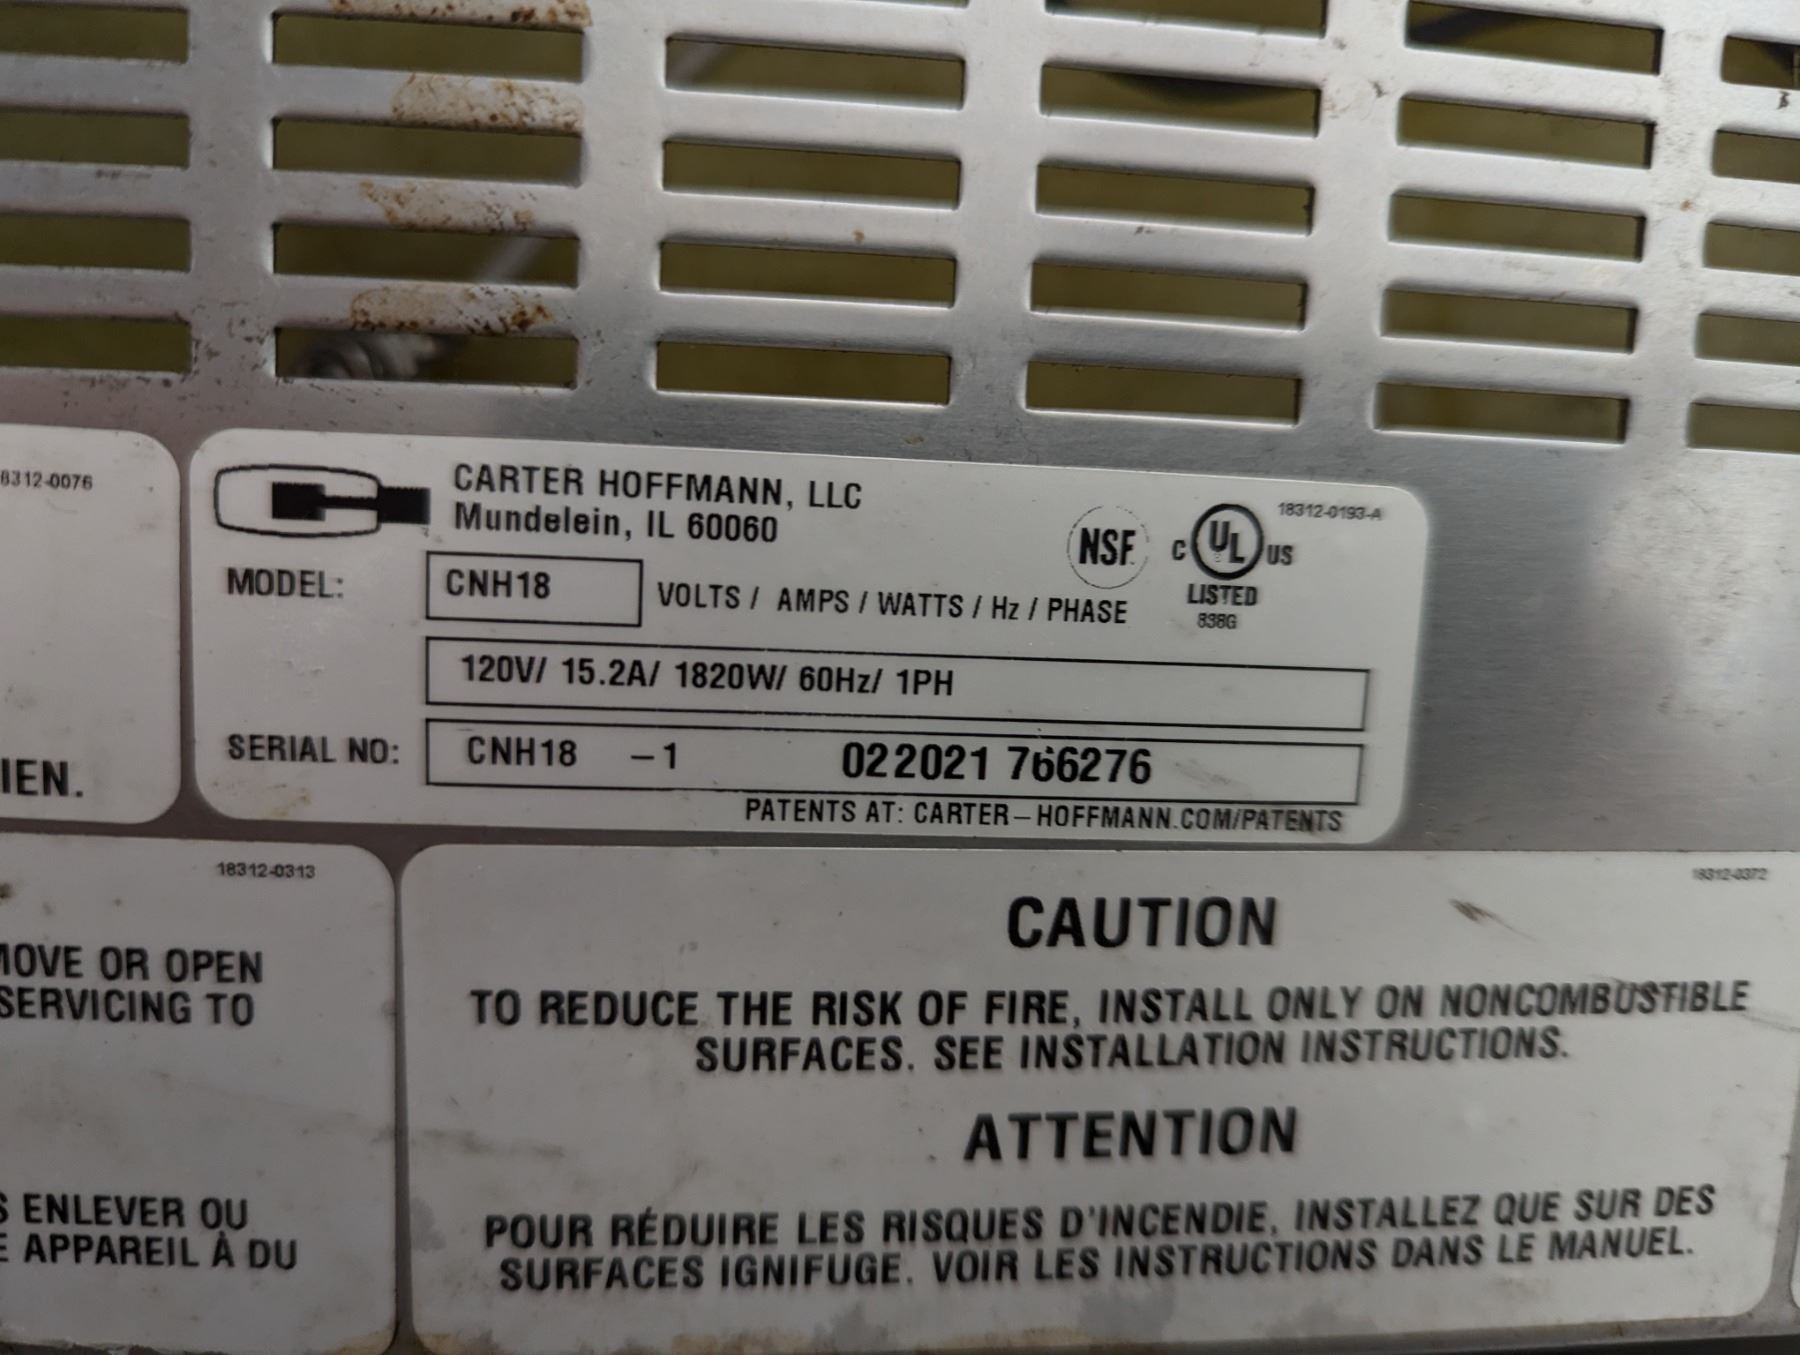 8312-0076
IEN.
CARTER HOFFMANN, LLC
Mundelein, IL 60060
NSF.
C UL US
LISTED
838G
18312-0193-A
MODEL: CNH18 VOLTS / AMPS / WATTS / Hz / PHASE
120V/ 15.2A/ 1820W/ 60Hz/ 1PH
SERIAL NO: CNH18 -1 022021 766276
PATENTS AT: CARTER-HOFFMANN.COM/PATENTS
18312-0313
MOVE OR OPEN
SERVICING TO
S ENLEVER OU
E APPAREIL À DU
18312-0372
CAUTION
TO REDUCE THE RISK OF FIRE, INSTALL ONLY ON NONCOMBUSTIBLE
SURFACES. SEE INSTALLATION INSTRUCTIONS.
ATTENTION
POUR RÉDUIRE LES RISQUES D'INCENDIE, INSTALLEZ QUE SUR DES
SURFACES IGNIFUGE. VOIR LES INSTRUCTIONS DANS LE MANUEL.